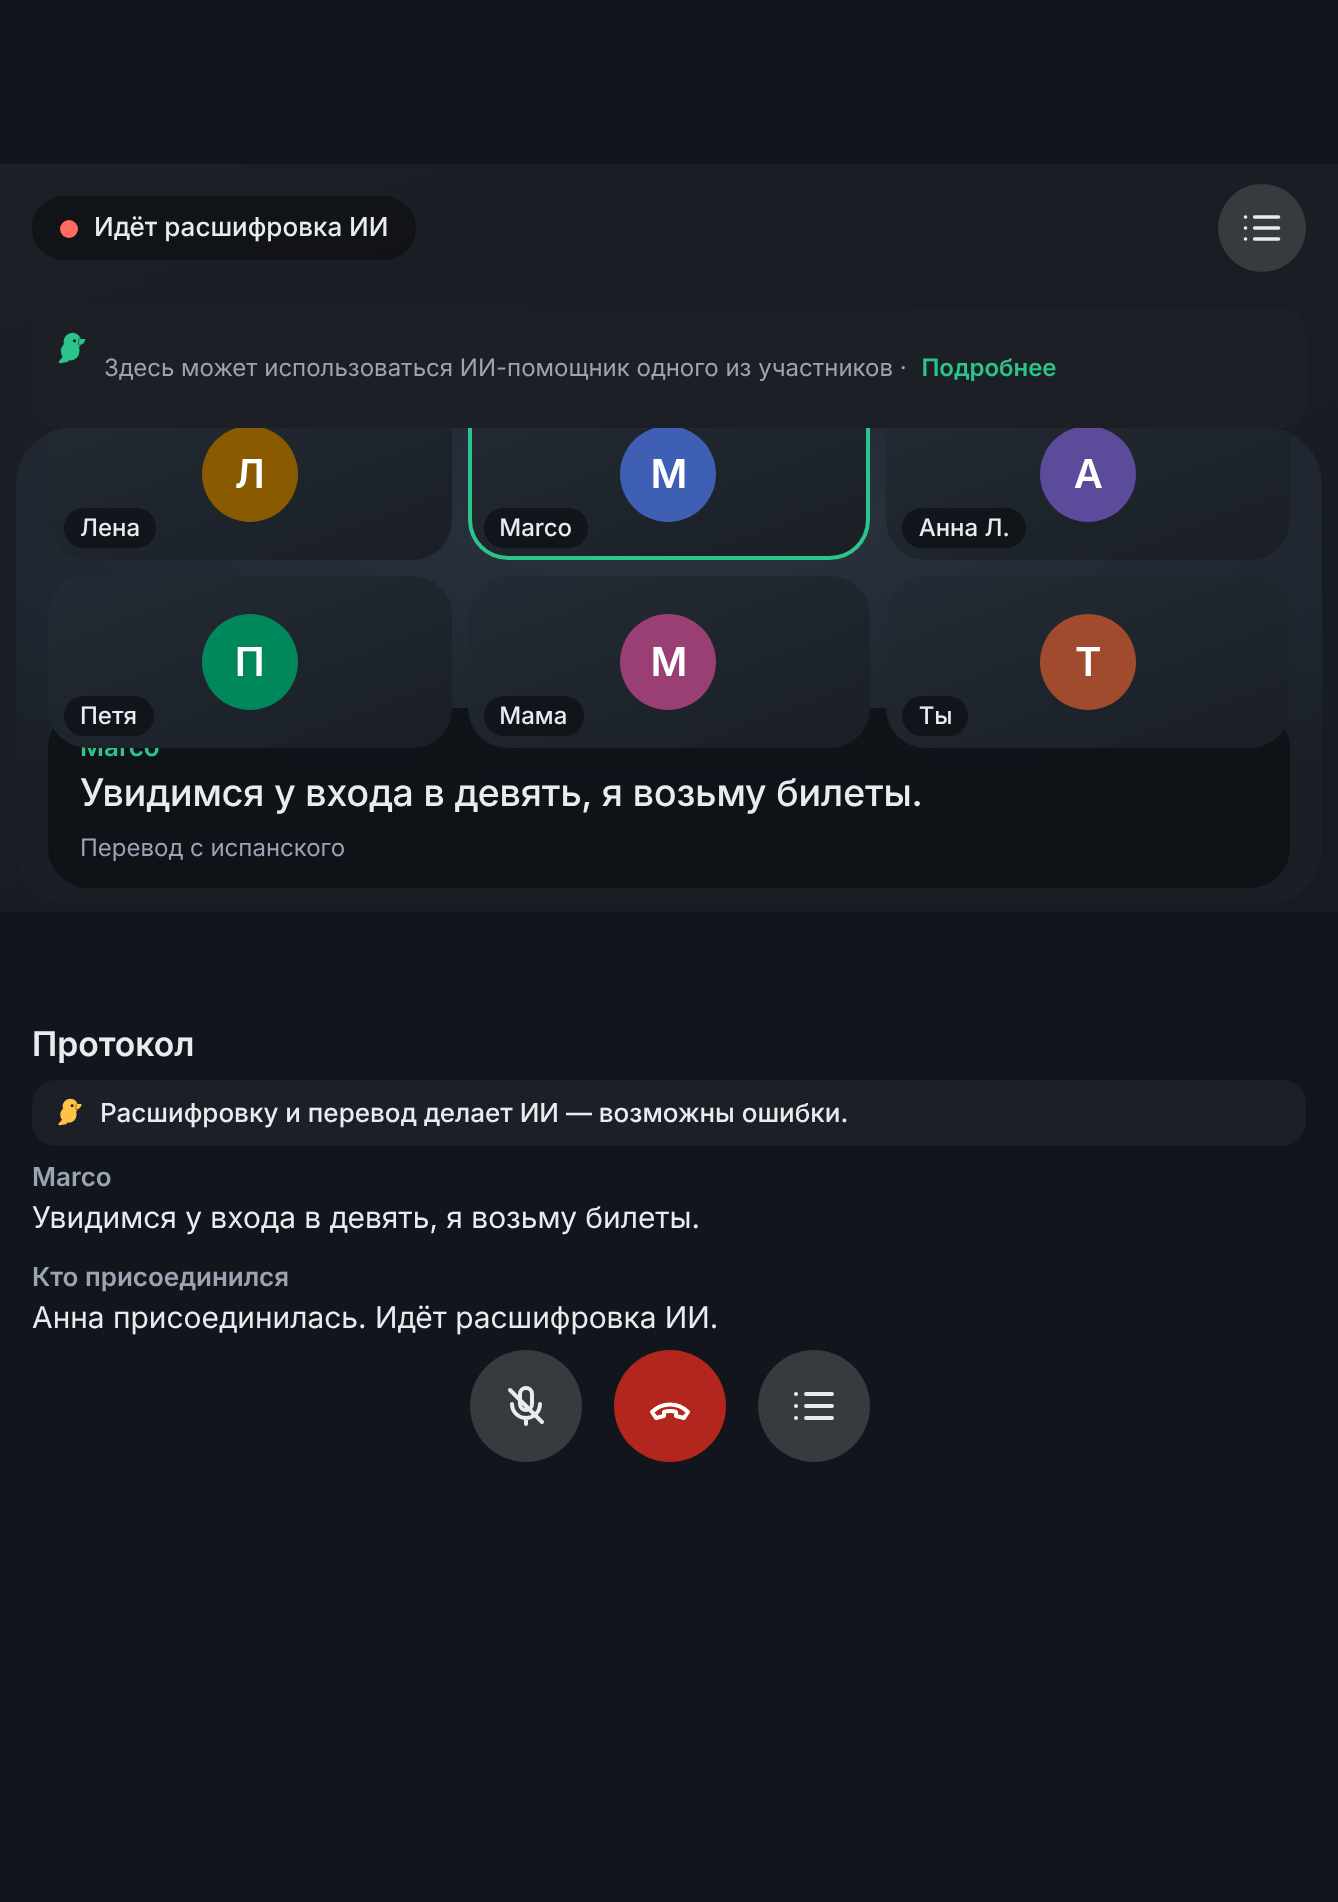 Идёт расшифровка ИИ
Здесь может использоваться ИИ-помощник одного из участников · Подробнее
Л
М
А
Лена
Marco
Анна Л.
П
М
Т
Петя
Мама
Ты
Marco
Увидимся у входа в девять, я возьму билеты.
Перевод с испанского
Протокол
Расшифровку и перевод делает ИИ — возможны ошибки.
Marco
Увидимся у входа в девять, я возьму билеты.
Кто присоединился
Анна присоединилась. Идёт расшифровка ИИ.